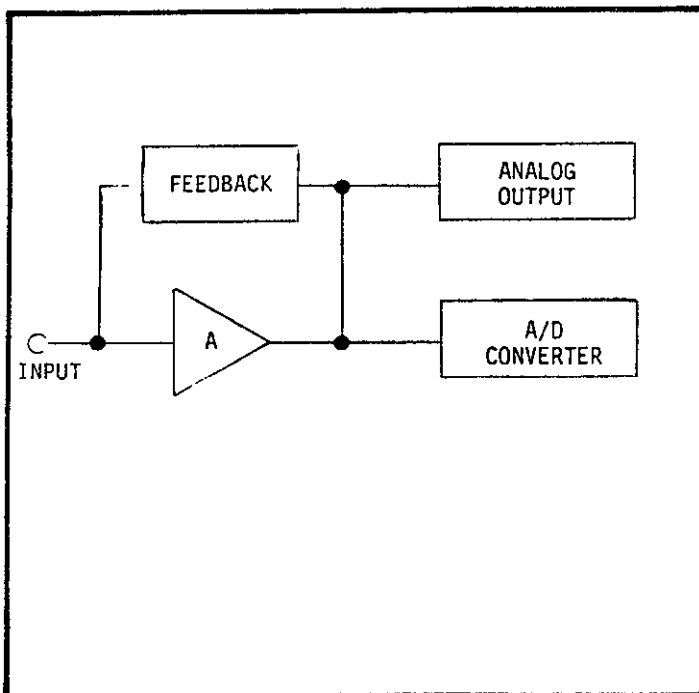 FEEDBACK
ANALOG
OUTPUT
A
INPUT
A/D
CONVERTER